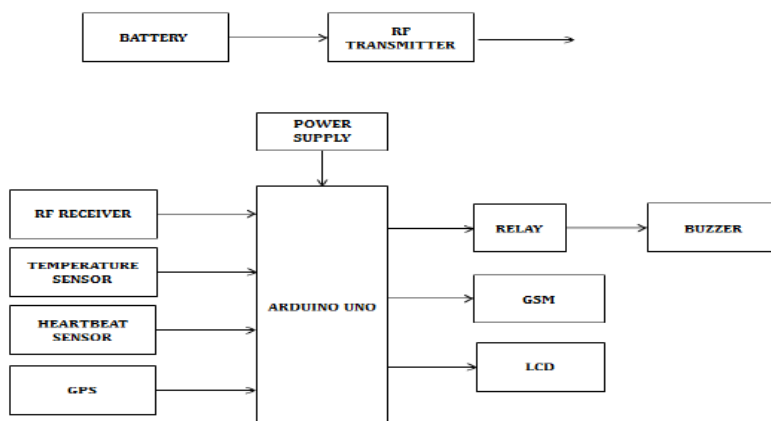 BATTERY
RF
TRANSMITTER
POWER
SUPPLY
RF RECEIVER
TEMPERATURE
SENSOR
HEARTBEAT
SENSOR
GPS
ARDUINO UNO
RELAY
BUZZER
GSM
LCD